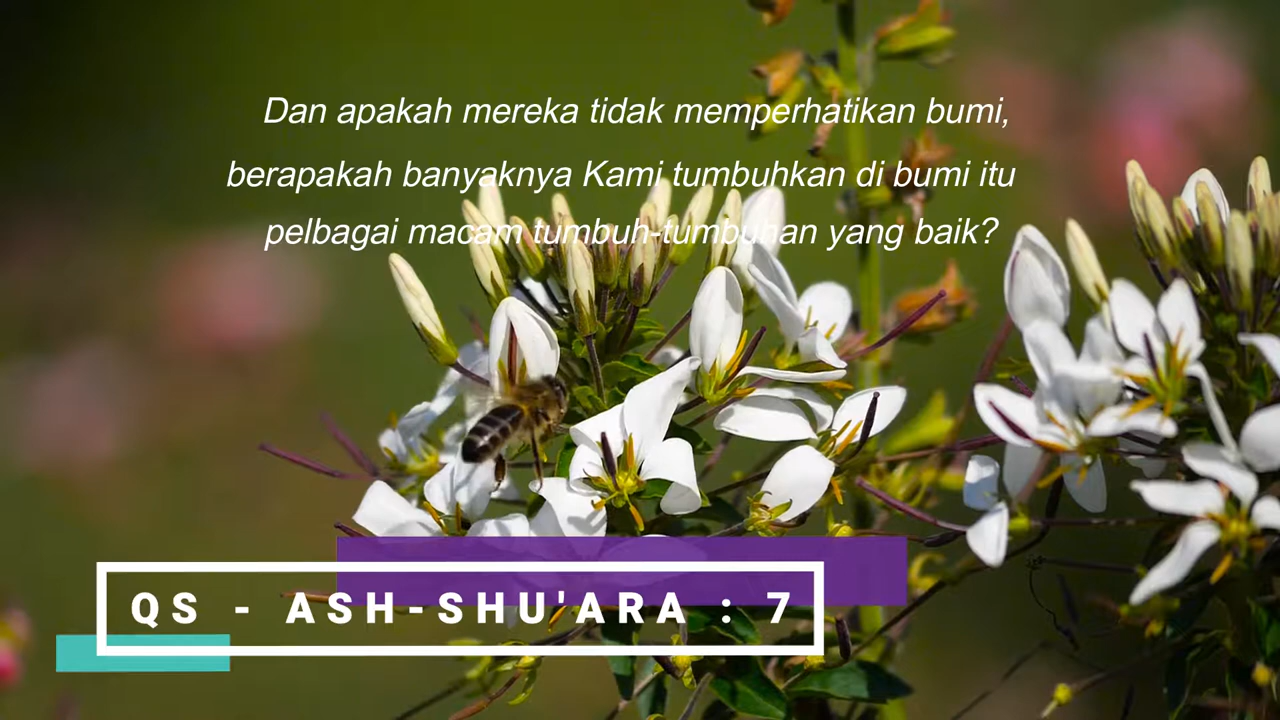 Dan apakah mereka tidak memperhatikan bumi,
berapakah banyaknya Kami tumbuhkan di bumi itu
pelbagai macam tumbuh-tumbuhan yang baik?
QS - ASH-SHU'ARA : 7